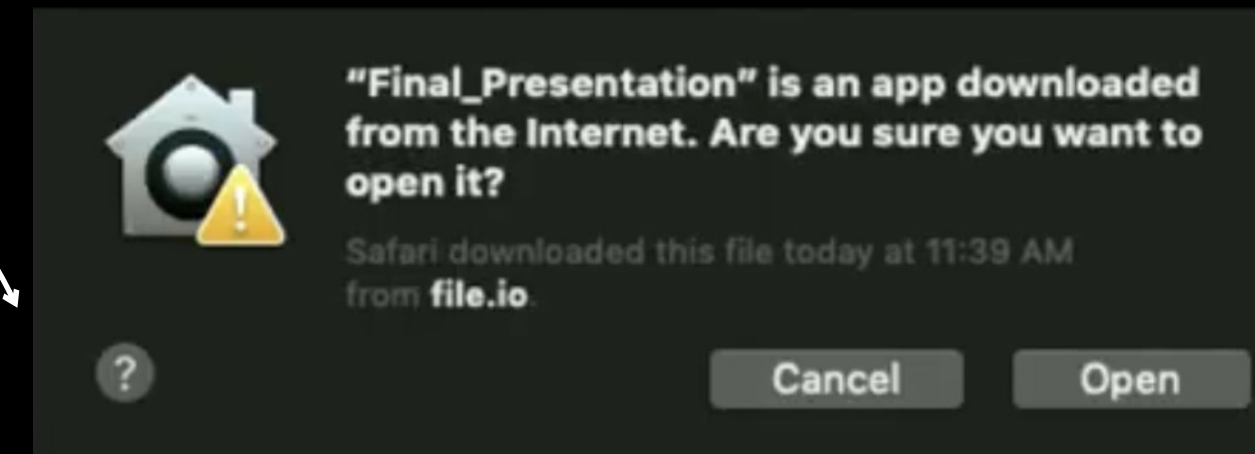 “Final_Presentation” is an app downloaded
from the Internet. Are you sure you want to
open it?
Safari downloaded this file today at 11:39 AM
from file.io.
?
Cancel
Open